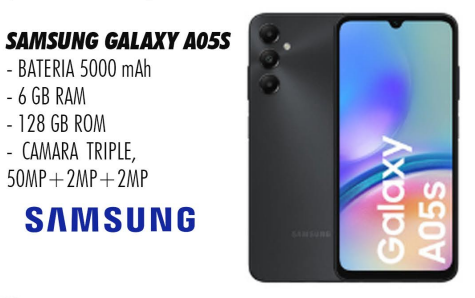 SAMSUNG GALAXY A05S
- BATERIA 5000 mAh
- 6 GB RAM
- 128 GB ROM
- CAMARA TRIPLE,
50MP+2MP+2MP
SAMSUNG
SAMSUNG
Galaxy
A05s